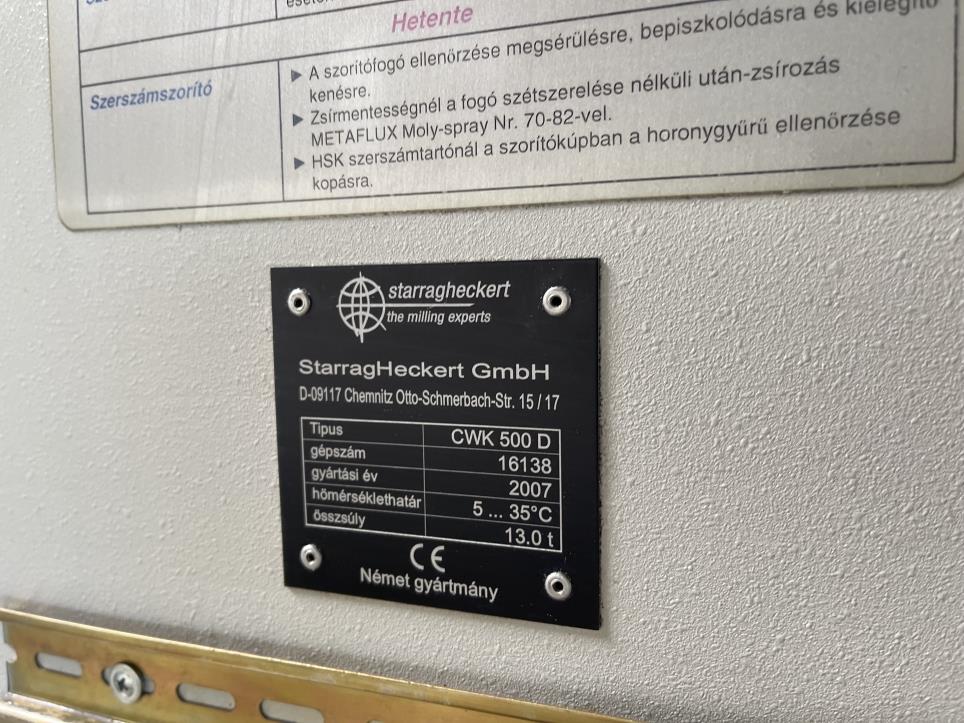 Hetente
Szerszámszorító
► A szorítófogó ellenőrzése megsérülésre, bepiszkolódásra és kielégítő
kenésre.
► Zsírmentességnél a fogó szétszerelése nélküli után-zsírozás
METAFLUX Moly-spray Nr. 70-82-vel.
► HSK szerszámtartónál a szorítókúpban a horonygyűrű ellenőrzése
kopásra.
starragheckert
the milling experts
StarragHeckert GmbH
D-09117 Chemnitz Otto-Schmerbach-Str. 15 / 17
Tipus CWK 500 D
gépszám 16138
gyártási év 2007
hőmérséklethatár 5 ... 35°C
összsúly 13.0 t
CE
Német gyártmány